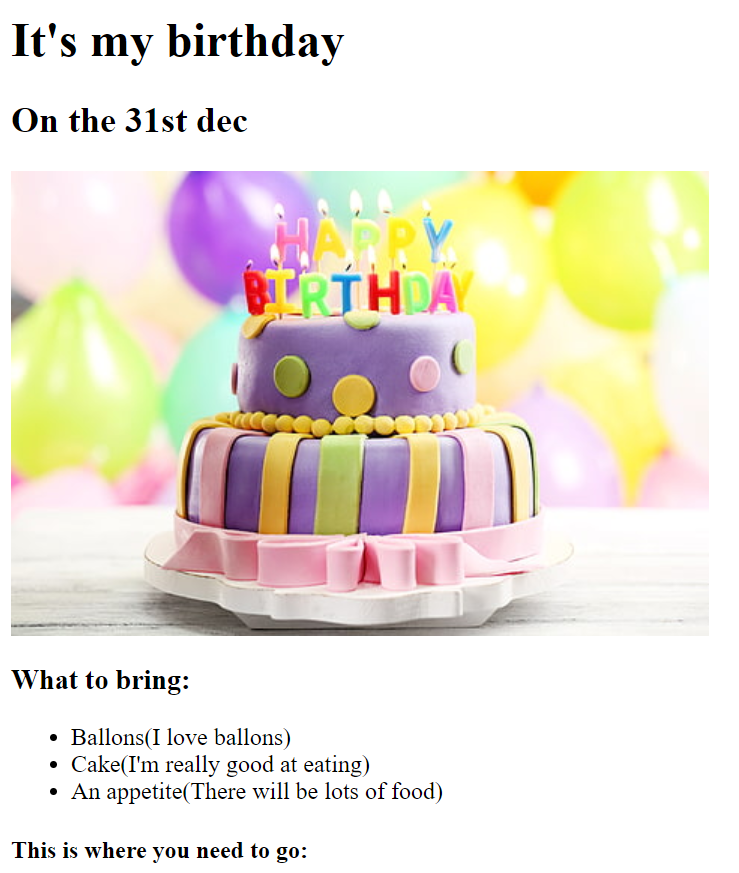 It's my birthday
On the 31st dec
HAPPY
BIRTHDAY
What to bring:
Ballons(I love ballons)
Cake(I'm really good at eating)
An appetite(There will be lots of food)
This is where you need to go: